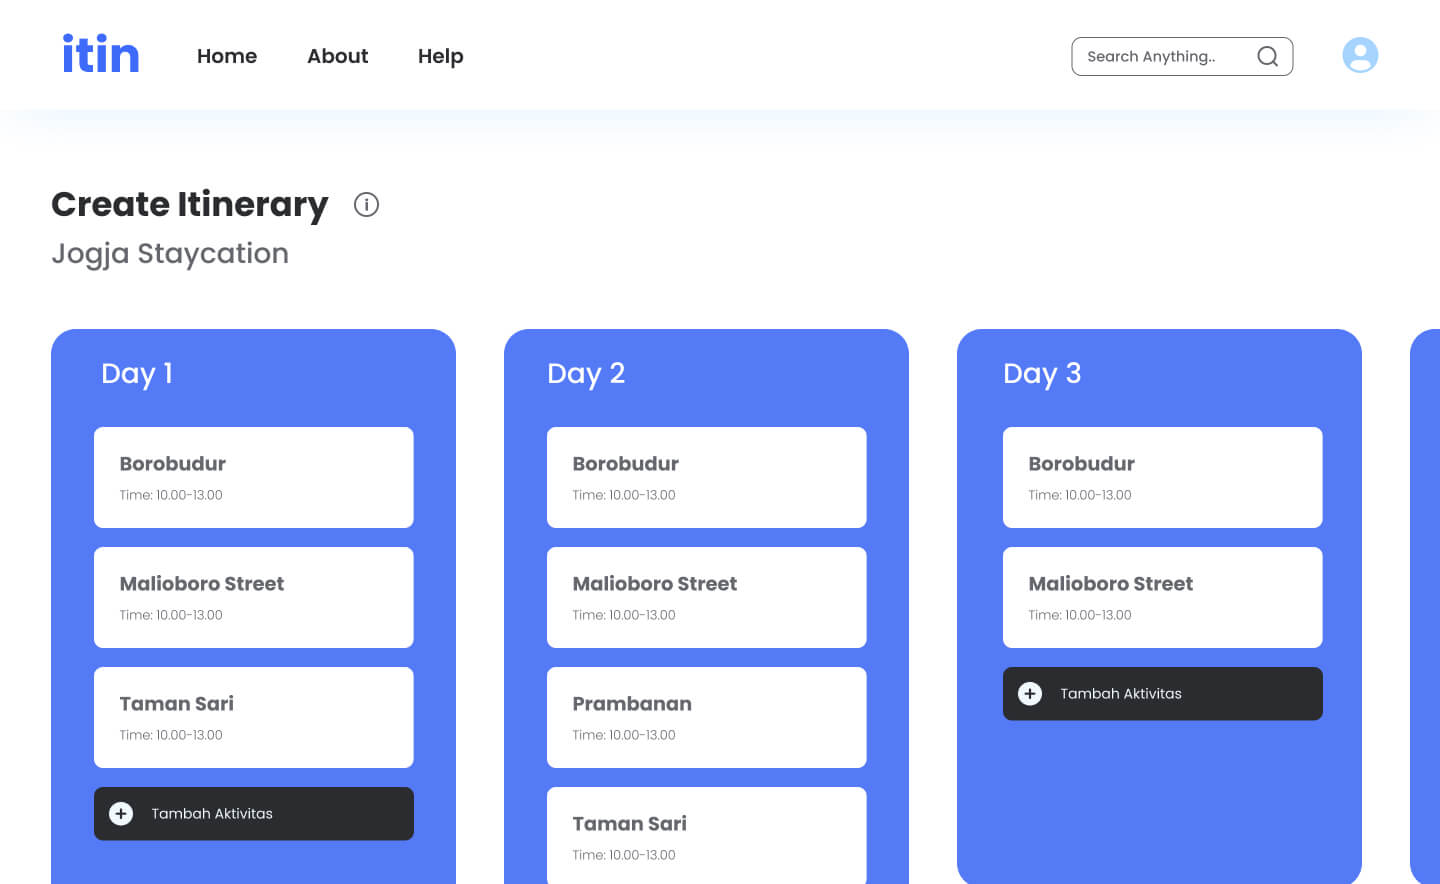 itin
Home
About
Help
Search Anything..
Create Itinerary
Jogja Staycation
Day 1
Borobudur
Time: 10.00-13.00
Malioboro Street
Time: 10.00-13.00
Taman Sari
Time: 10.00-13.00
Tambah Aktivitas
Day 2
Borobudur
Time: 10.00-13.00
Malioboro Street
Time: 10.00-13.00
Prambanan
Time: 10.00-13.00
Taman Sari
Time: 10.00-13.00
Day 3
Borobudur
Time: 10.00-13.00
Malioboro Street
Time: 10.00-13.00
Tambah Aktivitas